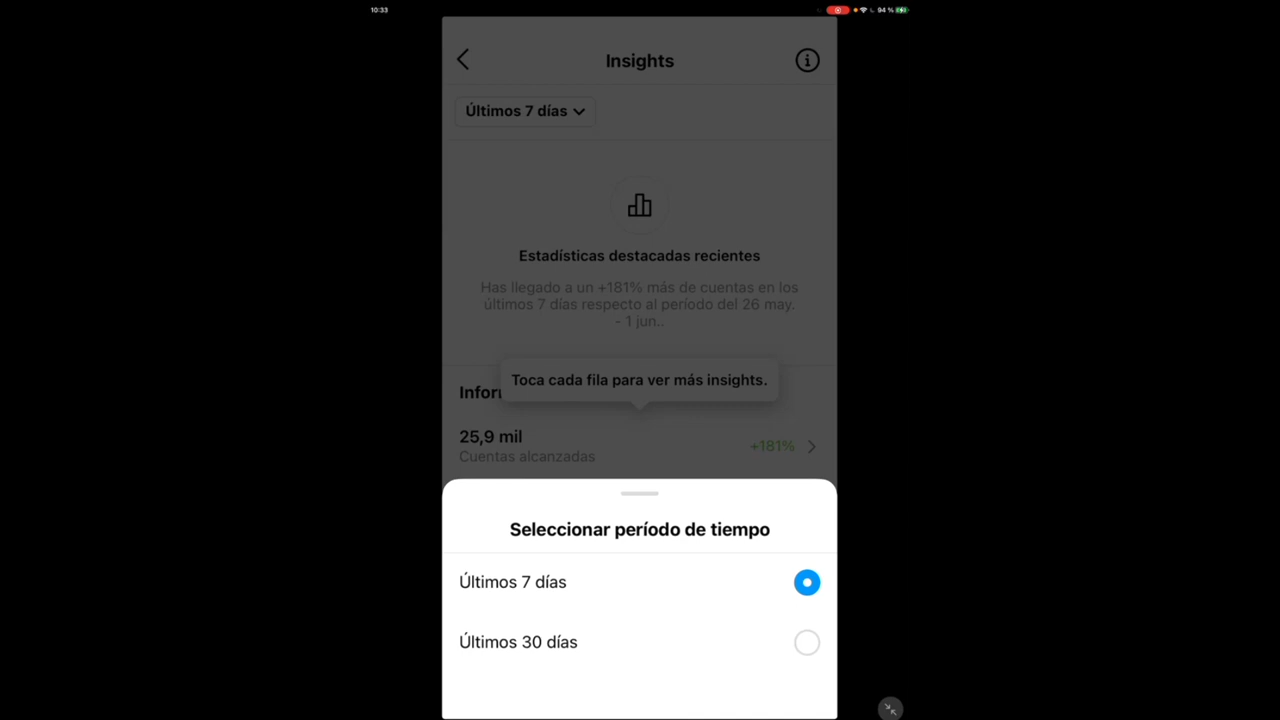 10:33
94 %
Insights
Últimos 7 días
Estadísticas destacadas recientes
Has llegado a un +181% más de cuentas en los
últimos 7 días respecto al período del 26 may.
- 1 jun..
Toca cada fila para ver más insights.
25,9 mil
+181%
Cuentas alcanzadas
Seleccionar período de tiempo
Últimos 7 días
Últimos 30 días